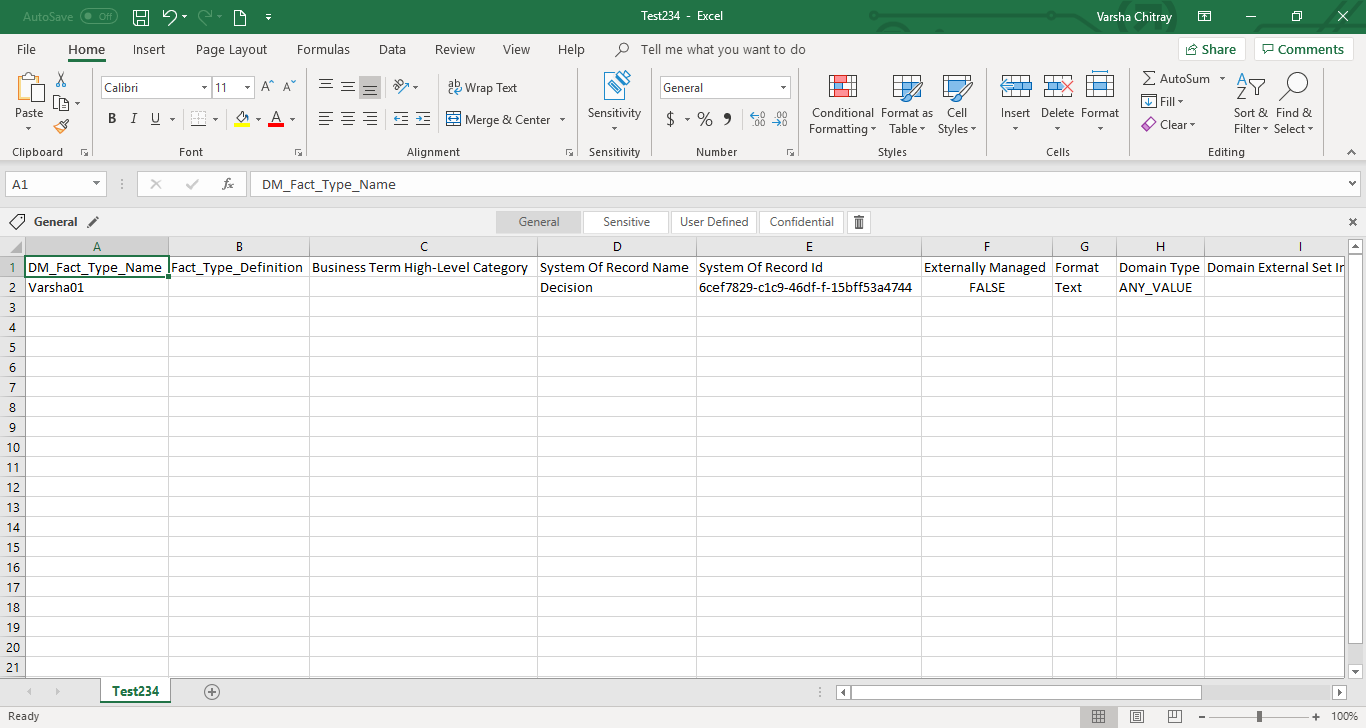 AutoSave Off Test234 - Excel Varsha Chitray
File Home Insert Page Layout Formulas Data Review View Help Tell me what you want to do Share Comments
Calibri 11 A A ab Wrap Text General AutoSum
Paste Sensitivity Conditional Format as Cell Insert Delete Format Fill Sort & Find &
B I U A Merge & Center $ % Formatting Table Styles Clear Filter Select
Clipboard Font Alignment Sensitivity Number Styles Cells Editing
A1 fx DM_Fact_Type_Name
General General Sensitive User Defined Confidential
A B C D E F G H I
1 DM_Fact_Type_Name Fact_Type_Definition Business Term High-Level Category System Of Record Name System Of Record Id Externally Managed Format Domain Type Domain External Set In
2 Varsha01 Decision 6cef7829-c1c9-46df-f-15bff53a4744 FALSE Text ANY_VALUE
3
4
5
6
7
8
9
10
11
12
13
14
15
16
17
18
19
20
21
Test234
Ready 100%